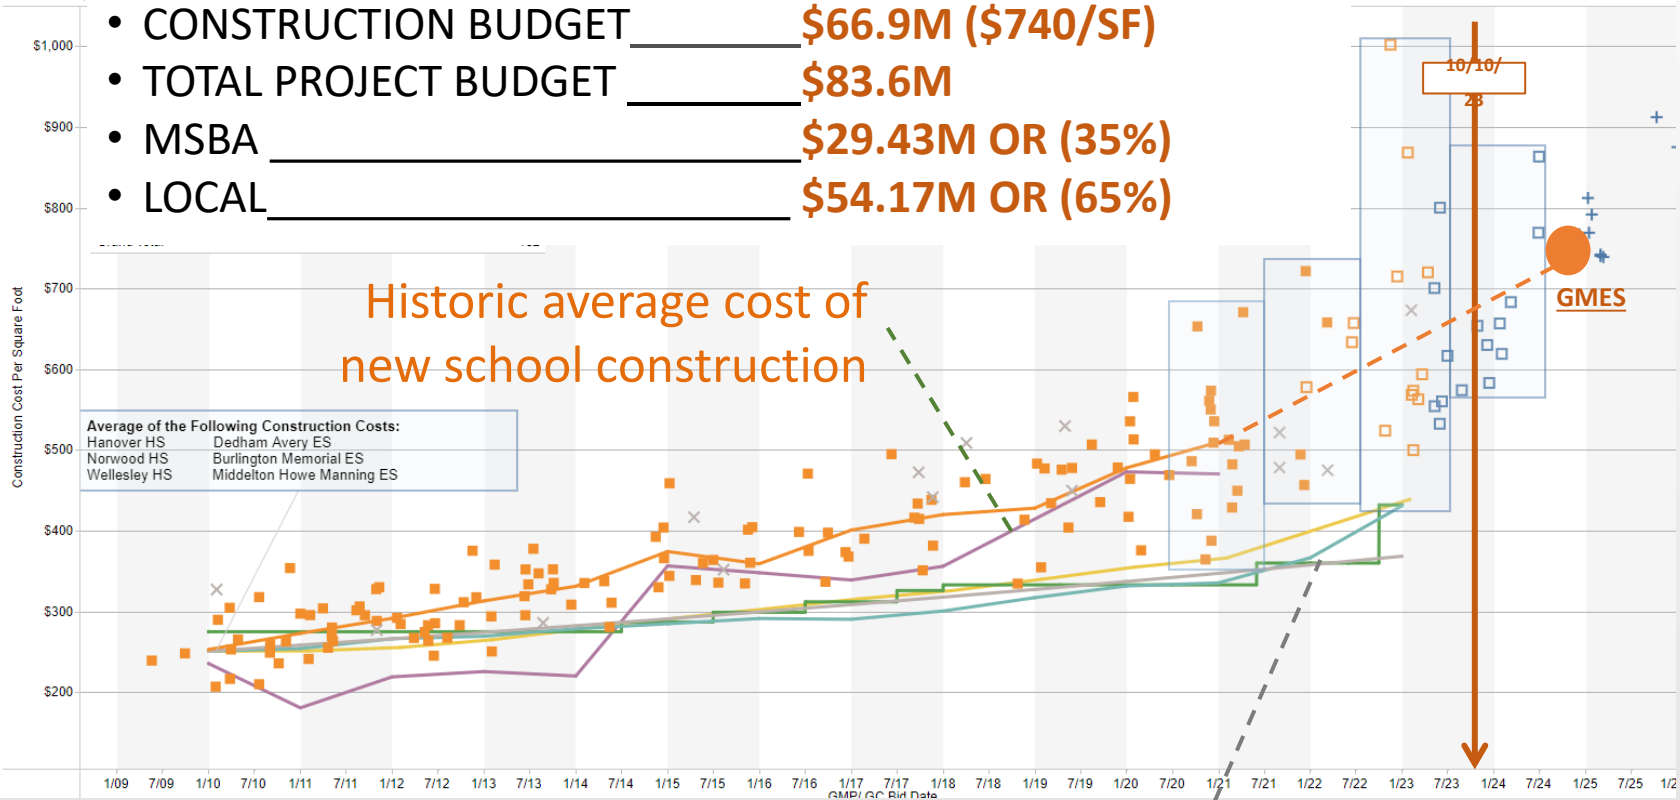 • CONSTRUCTION BUDGET $66.9M ($740/SF)
• TOTAL PROJECT BUDGET $83.6M
• MSBA $29.43M OR (35%)
• LOCAL $54.17M OR (65%)
$1,000
$900
$800
$700
$600
$500
$400
$300
$200
Construction Cost Per Square Foot
10/10/
23
GMES
Historic average cost of
new school construction
Average of the Following Construction Costs:
Hanover HS Dedham Avery ES
Norwood HS Burlington Memorial ES
Wellesley HS Middelton Howe Manning ES
1/09 7/09 1/10 7/10 1/11 7/11 1/12 7/12 1/13 7/13 1/14 7/14 1/15 7/15 1/16 7/16 1/17 7/17 1/18 7/18 1/19 7/19 1/20 7/20 1/21 7/21 1/22 7/22 1/23 7/23 1/24 7/24 1/25 7/25
GMP/ GC Bid Date